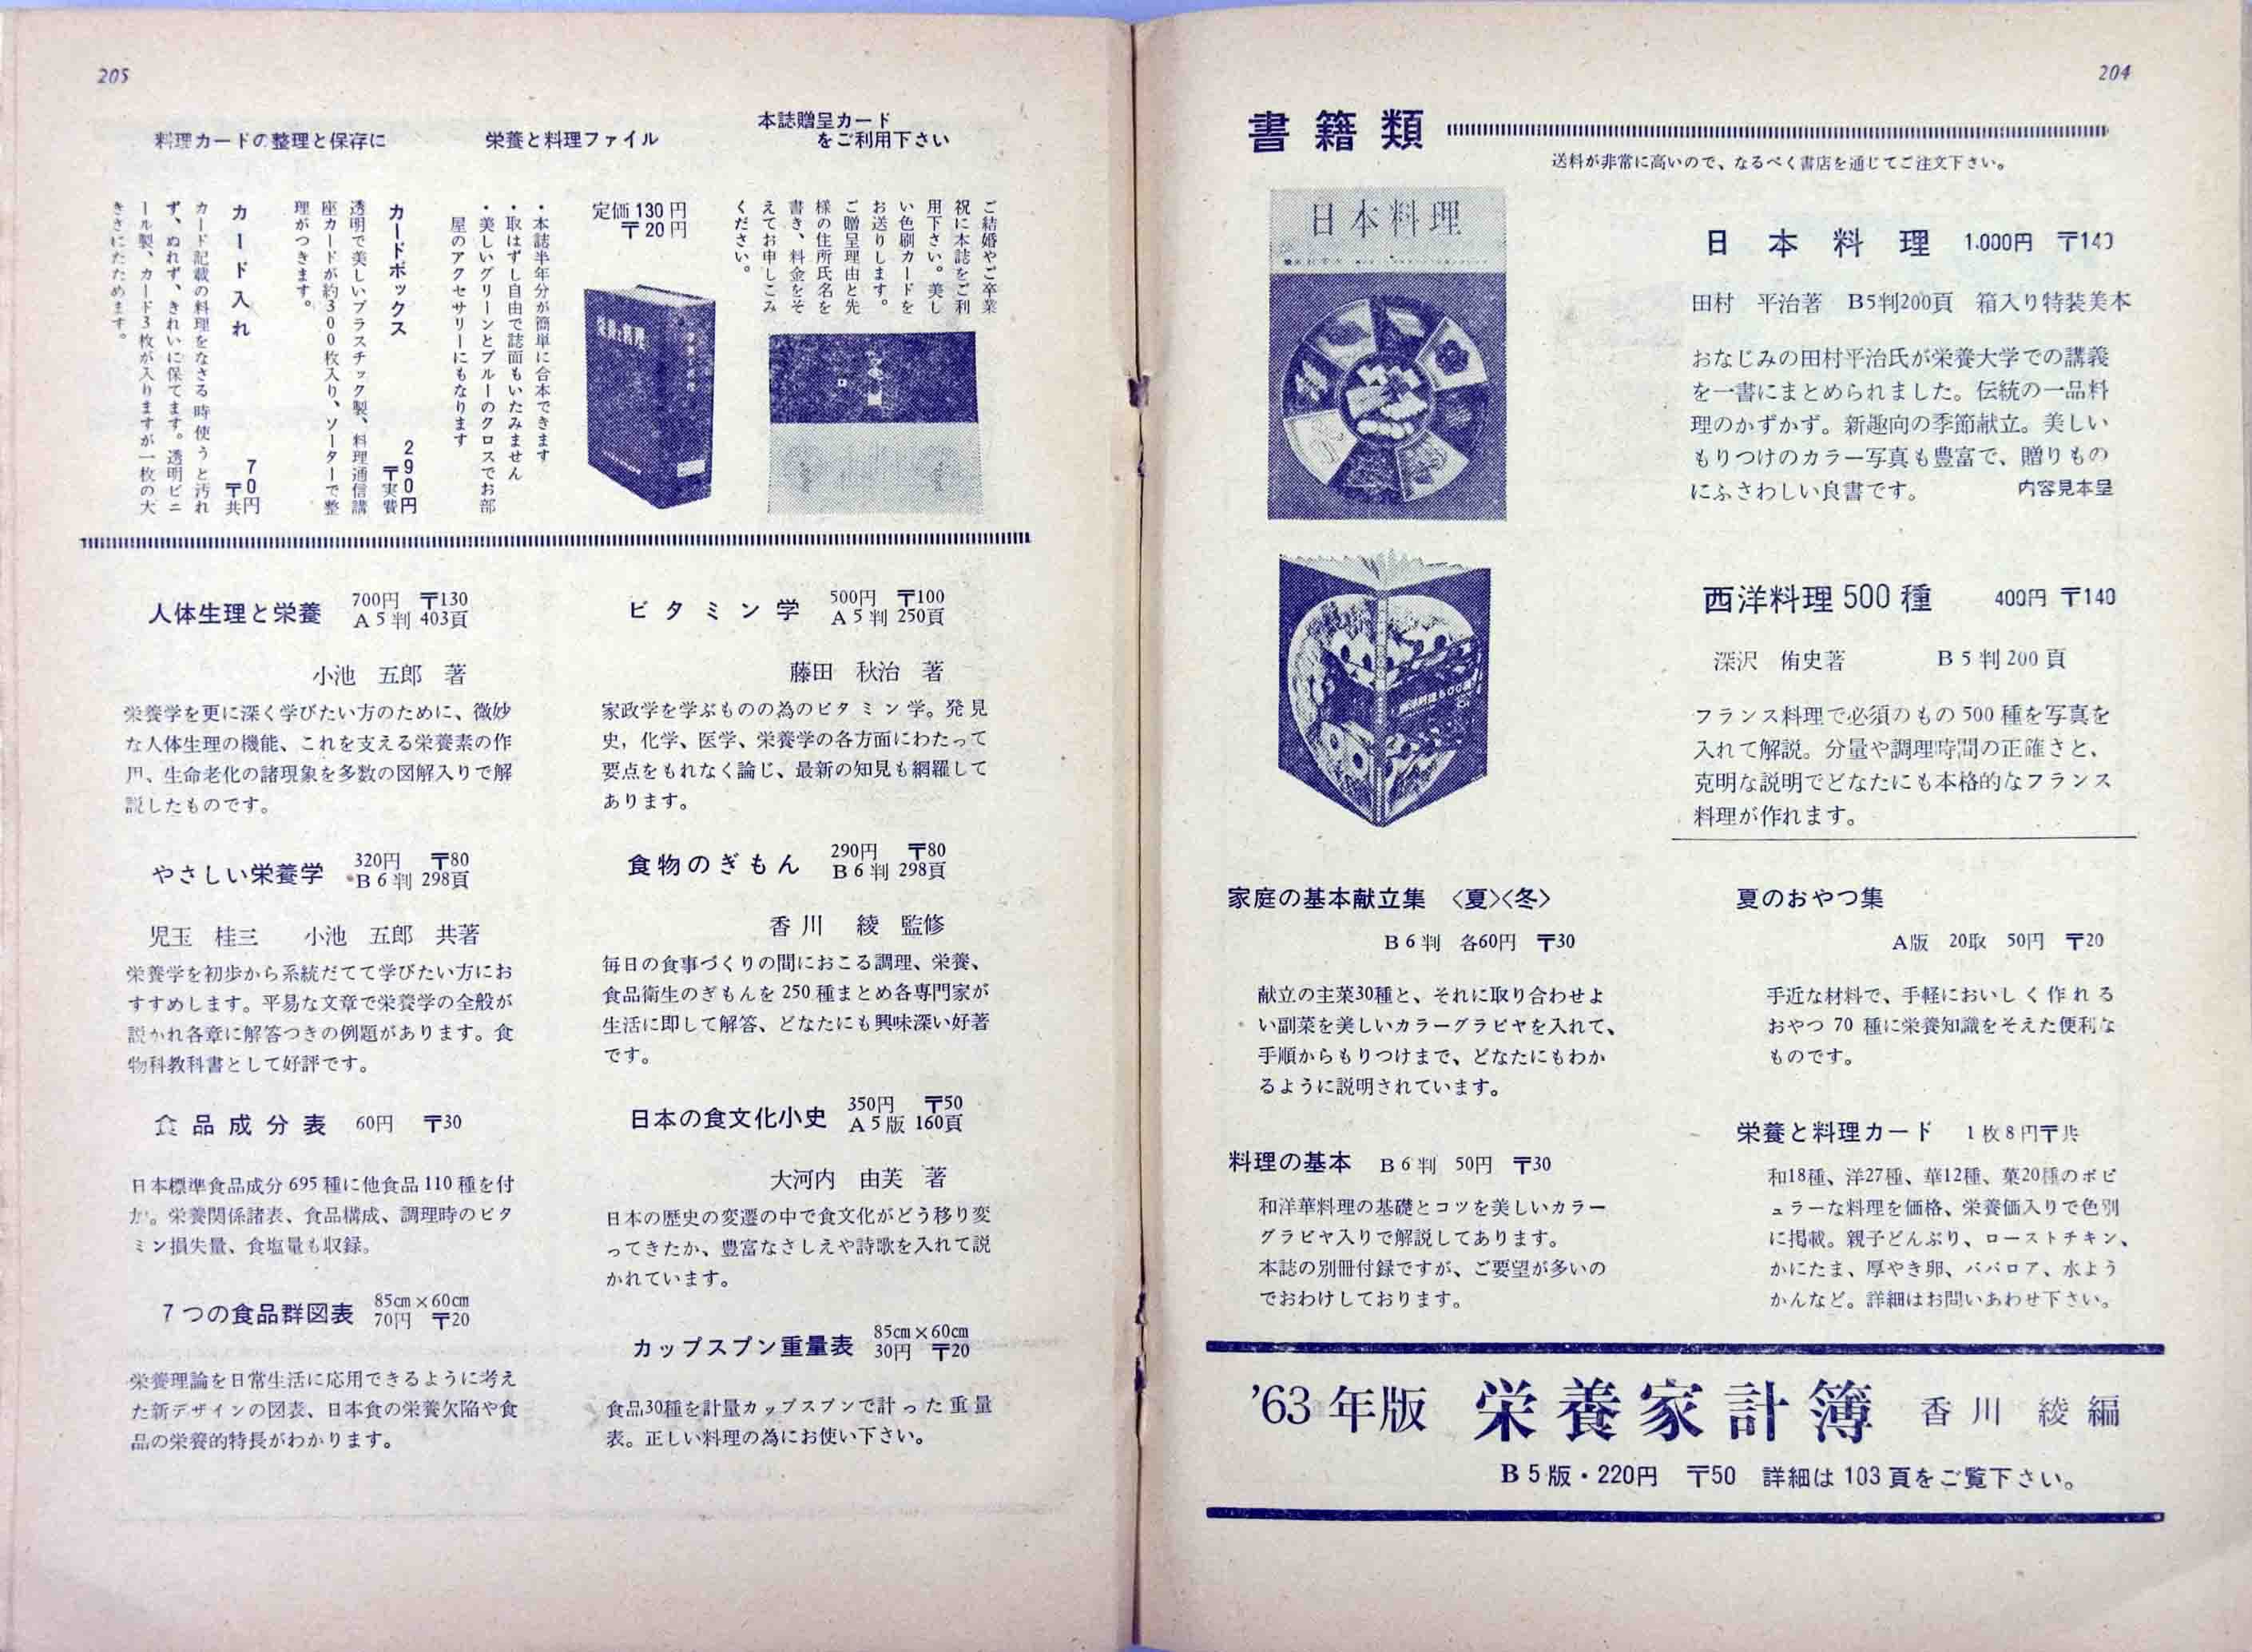 204
書籍類
送料が非常に高いので、なるべく書店を通じてご注文下さい。
日本料理
日本料理 1.000円 〒140
田村 平治著 B5判200頁 箱入り特装美本
おなじみの田村平治氏が栄養大学での講義
を一書にまとめられました。伝統の一品料
理のかずかず。新趣向の季節献立。美しい
もりつけのカラー写真も豊富で、贈りもの
にふさわしい良書です。 内容見本呈
西洋料理500種 400円 〒140
深沢 侑史著 B5判200頁
フランス料理で必須のもの500種を写真を
入れて解説。分量や調理時間の正確さと、
克明な説明でどなたにも本格的なフランス
料理が作れます。
家庭の基本献立集 〈夏〉〈冬〉
B6判 各60円 〒30
献立の主菜30種と、それに取り合わせよ
い副菜を美しいカラーグラビヤを入れて、
手順からもりつけまで、どなたにもわか
るように説明されています。
料理の基本 B6判 50円 〒30
和洋華料理の基礎とコツを美しいカラー
グラビヤ入りで解説してあります。
本誌の別冊付録ですが、ご要望が多いの
でおわけしております。
夏のおやつ集
A版 20取 50円 〒20
手近な材料で、手軽においしく作れる
おやつ70種に栄養知識をそえた便利な
ものです。
栄養と料理カード 1枚8円〒共
和18種、洋27種、華12種、菓20種のポピ
ュラーな料理を価格、栄養価入りで色別
に掲載。親子どんぶり、ローストチキン、
かにたま、厚やき卵、ババロア、水よう
かんなど。詳細はお問いあわせ下さい。
'63年版 栄養家計簿 香川 綾編
B5版・220円 〒50 詳細は103頁をご覧下さい。
205
本誌贈呈カード
をご利用下さい
ご結婚やご卒業
祝に本誌をご利
用下さい。美し
い色刷カードを
お送りします。
ご贈呈理由と先
様の住所氏名を
書き、料金をそ
えてお申しこみ
ください。
栄養と料理ファイル
定価130円
〒20円
栄養と料理
・本誌半年分が簡単に合本できます
・取はずし自由で誌面もいたみません
・美しいグリーンとブルーのクロスでお部
屋のアクセサリーにもなります
料理カードの整理と保存に
カードボックス 290円
〒実費
透明で美しいプラスチック製、料理通信講
座カードが約300枚入り、ソーターで整
理がつきます。
カード入れ 70円
〒共
カード記載の料理をなさる時使うと汚れ
ず、ぬれず、きれいに保てます。透明ビニ
ール製、カード3枚が入りますが一枚の大
きさにたためます。
ビタミン学 500円 〒100
A5判 250頁
藤田 秋治 著
家政学を学ぶものの為のビタミン学。発見
史，化学、医学、栄養学の各方面にわたって
要点をもれなく論じ、最新の知見も網羅して
あります。
食物のぎもん 290円 〒80
B6判 298頁
香川 綾 監修
毎日の食事づくりの間におこる調理、栄養、
食品衛生のぎもんを250種まとめ各専門家が
生活に即して解答、どなたにも興味深い好著
です。
日本の食文化小史 350円 〒50
A5版 160頁
大河内 由芙 著
日本の歴史の変遷の中で食文化がどう移り変
ってきたか、豊富なさしえや詩歌を入れて説
かれています。
カップスプン重量表 85cm×60cm
30円 〒20
食品30種を計量カップスプンで計った重量
表。正しい料理の為にお使い下さい。
人体生理と栄養 700円 〒130
A5判 403頁
小池 五郎 著
栄養学を更に深く学びたい方のために、微妙
な人体生理の機能、これを支える栄養素の作
用、生命老化の諸現象を多数の図解入りで解
説したものです。
やさしい栄養学 320円 〒80
B6判 298頁
児玉 桂三 小池 五郎 共著
栄養学を初歩から系統だてて学びたい方にお
すすめします。平易な文章で栄養学の全般が
説かれ各章に解答つきの例題があります。食
物科教科書として好評です。
食品成分表 60円 〒30
日本標準食品成分695種に他食品110種を付
加。栄養関係諸表、食品構成、調理時のビタ
ミン損失量、食塩量も収録。
7つの食品群図表 85cm×60cm
70円 〒20
栄養理論を日常生活に応用できるように考え
た新デザインの図表、日本食の栄養欠陥や食
品の栄養的特長がわかります。